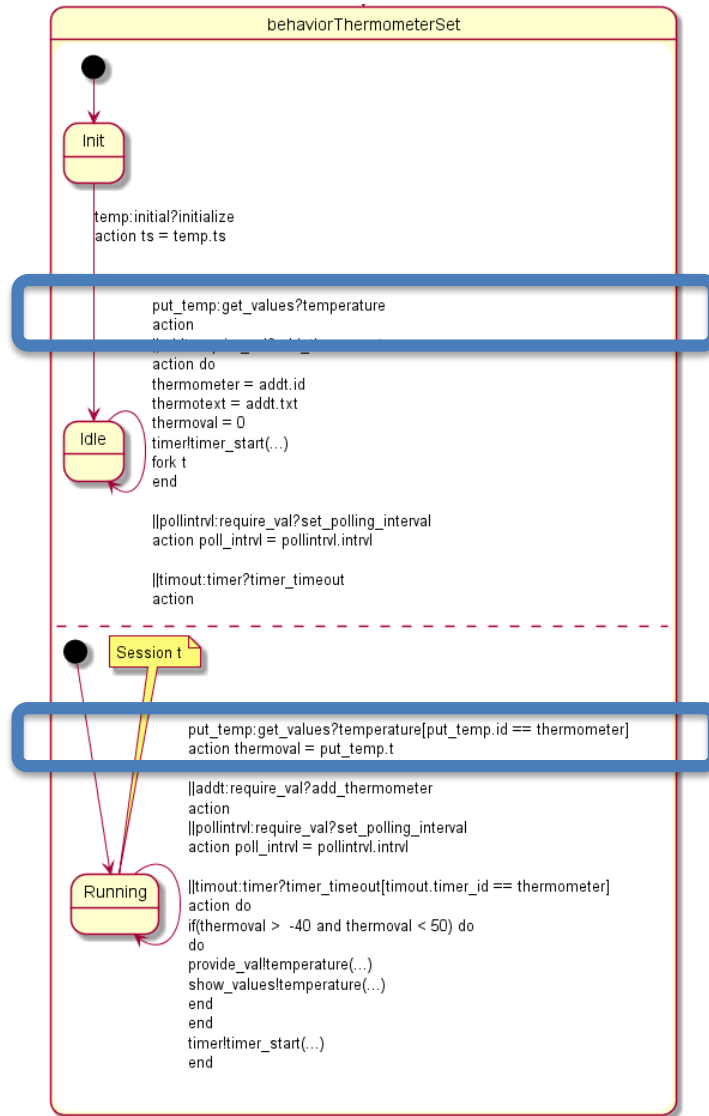 behaviorThermometerSet
Init
temp:initial?initialize
action ts = temp.ts
put_temp:get_values?temperature
action
action do
thermometer = addt.id
thermotext = addt.txt
thermoval = 0
Idle
timer!timer_start(...)
fork t
end
||pollintrvl:require_val?set_polling_interval
action poll_intrvl = pollintrvl.intrvl
||timout:timer?timer_timeout
action
Session t
put_temp:get_values?temperature[put_temp.id == thermometer]
action thermoval = put_temp.t
||addt:require_val?add_thermometer
action
||pollintrvl:require_val?set_polling_interval
action poll_intrvl = pollintrvl.intrvl
Running
||timout:timer?timer_timeout[timout.timer_id == thermometer]
action do
if(thermoval > -40 and thermoval < 50) do
do
provide_val!temperature(...)
show_values!temperature(...)
end
end
timer!timer_start(...)
end